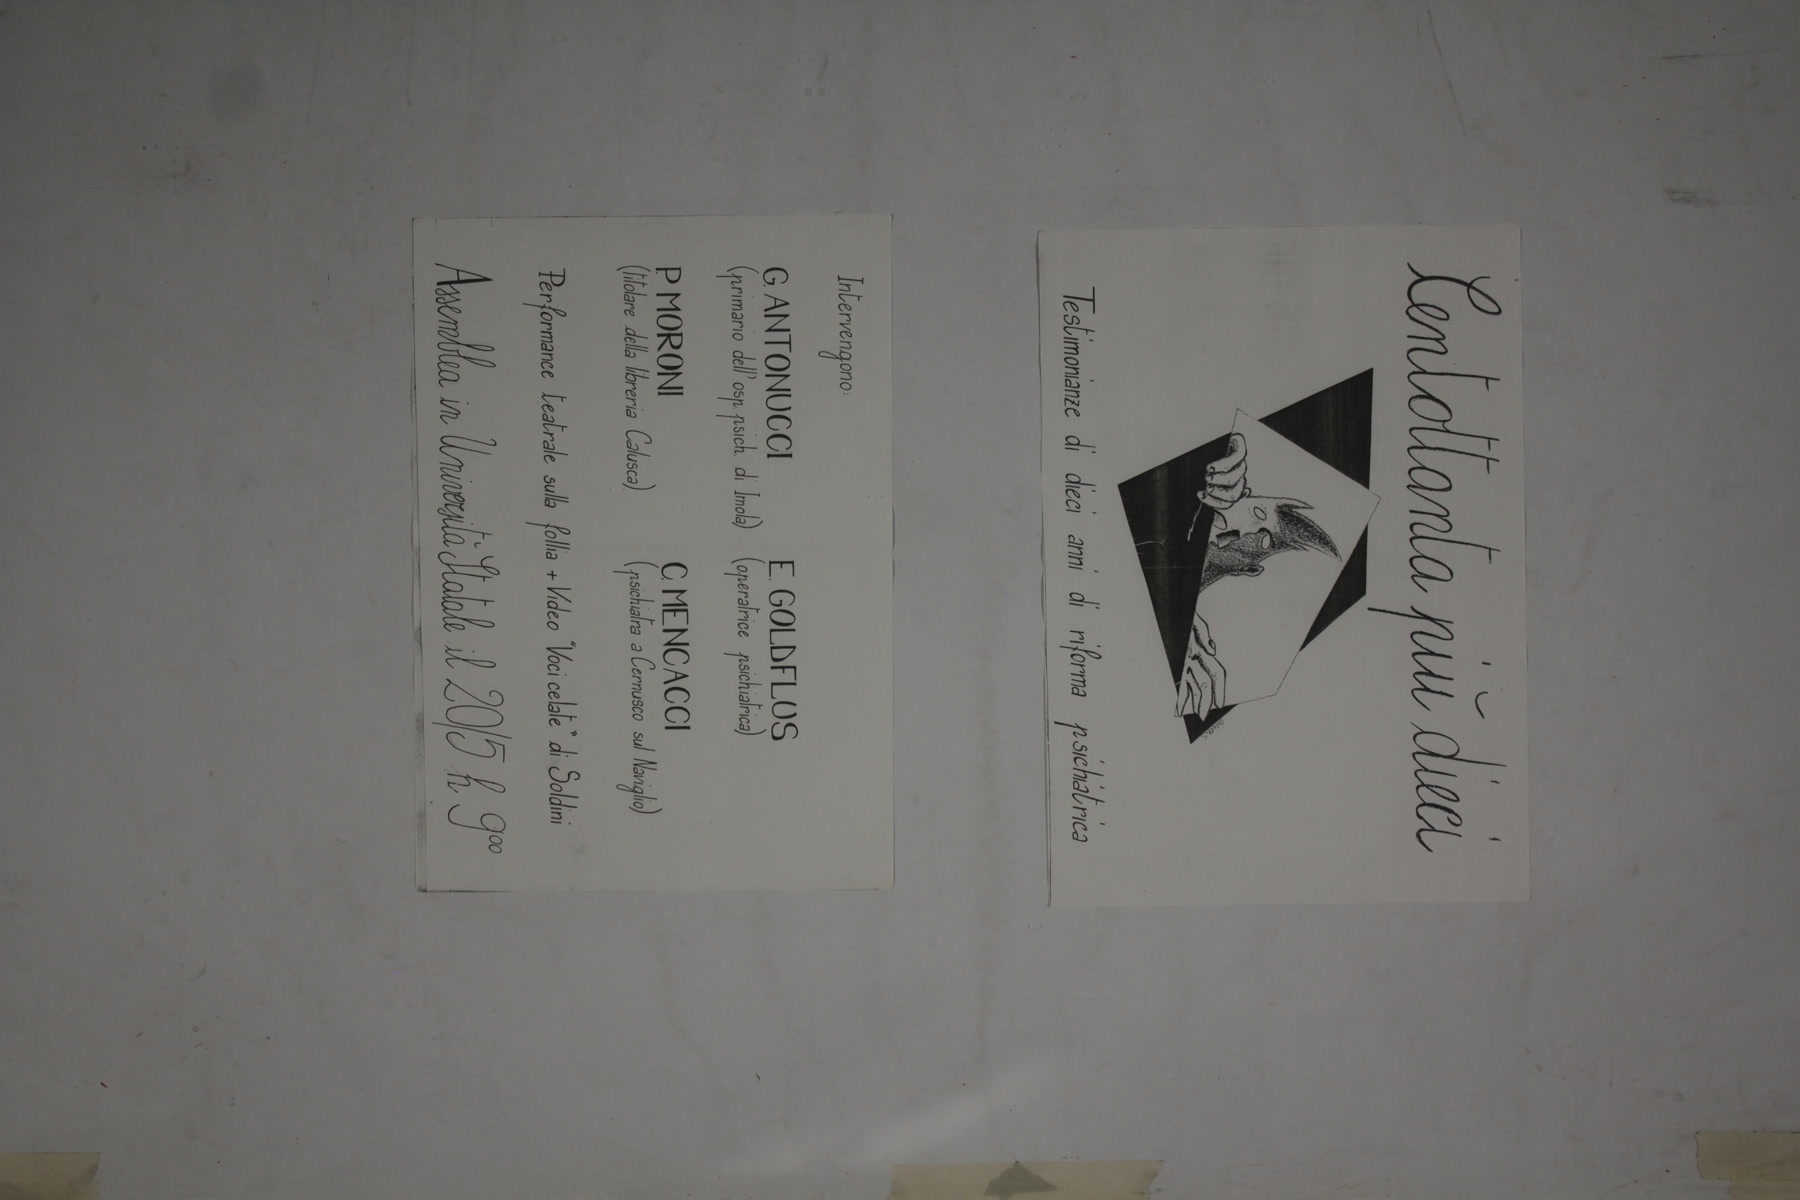 Centottanta più dieci
Testimonianze di dieci anni di riforma psichiatrica
Intervengono:
G. ANTONUCCI
(primario dell'osp. psich. di Imola)
E. GOLDFLUS
(operatrice psichiatrica)
P. MORONI
(titolare della libreria Calusca)
C. MENCACCI
(psichiatra a Cernusco sul Naviglio)
Performance teatrale sulla follia + Video "Voci celate" di Soldini
Assemblea in Università Statale il 20/5 h 9⁰⁰